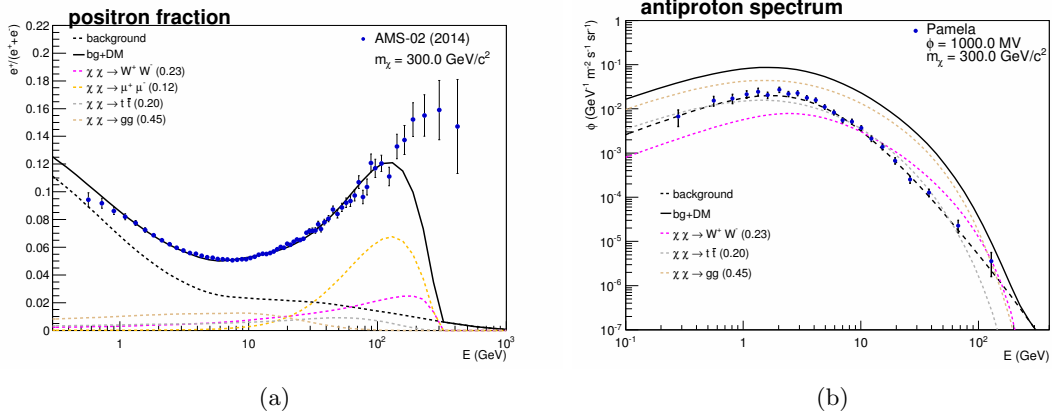 positron fraction
e⁺/(e⁺+e⁻)
0.22
0.2
0.18
0.16
0.14
0.12
0.1
0.08
0.06
0.04
0.02
0
background
bg+DM
χ χ → W⁺ W⁻ (0.23)
χ χ → μ⁺ μ⁻ (0.12)
χ χ → t t̄ (0.20)
χ χ → gg (0.45)
AMS-02 (2014)
mχ = 300.0 GeV/c²
1
10
10²
10³
E (GeV)
(a)
antiproton spectrum
ϕ (GeV⁻¹ m⁻² s⁻¹ sr⁻¹)
1
10⁻¹
10⁻²
10⁻³
10⁻⁴
10⁻⁵
10⁻⁶
10⁻⁷
Pamela
ϕ = 1000.0 MV
mχ = 300.0 GeV/c²
background
bg+DM
χ χ → W⁺ W⁻ (0.23)
χ χ → t t̄ (0.20)
χ χ → gg (0.45)
10⁻¹
1
10
10²
E (GeV)
(b)